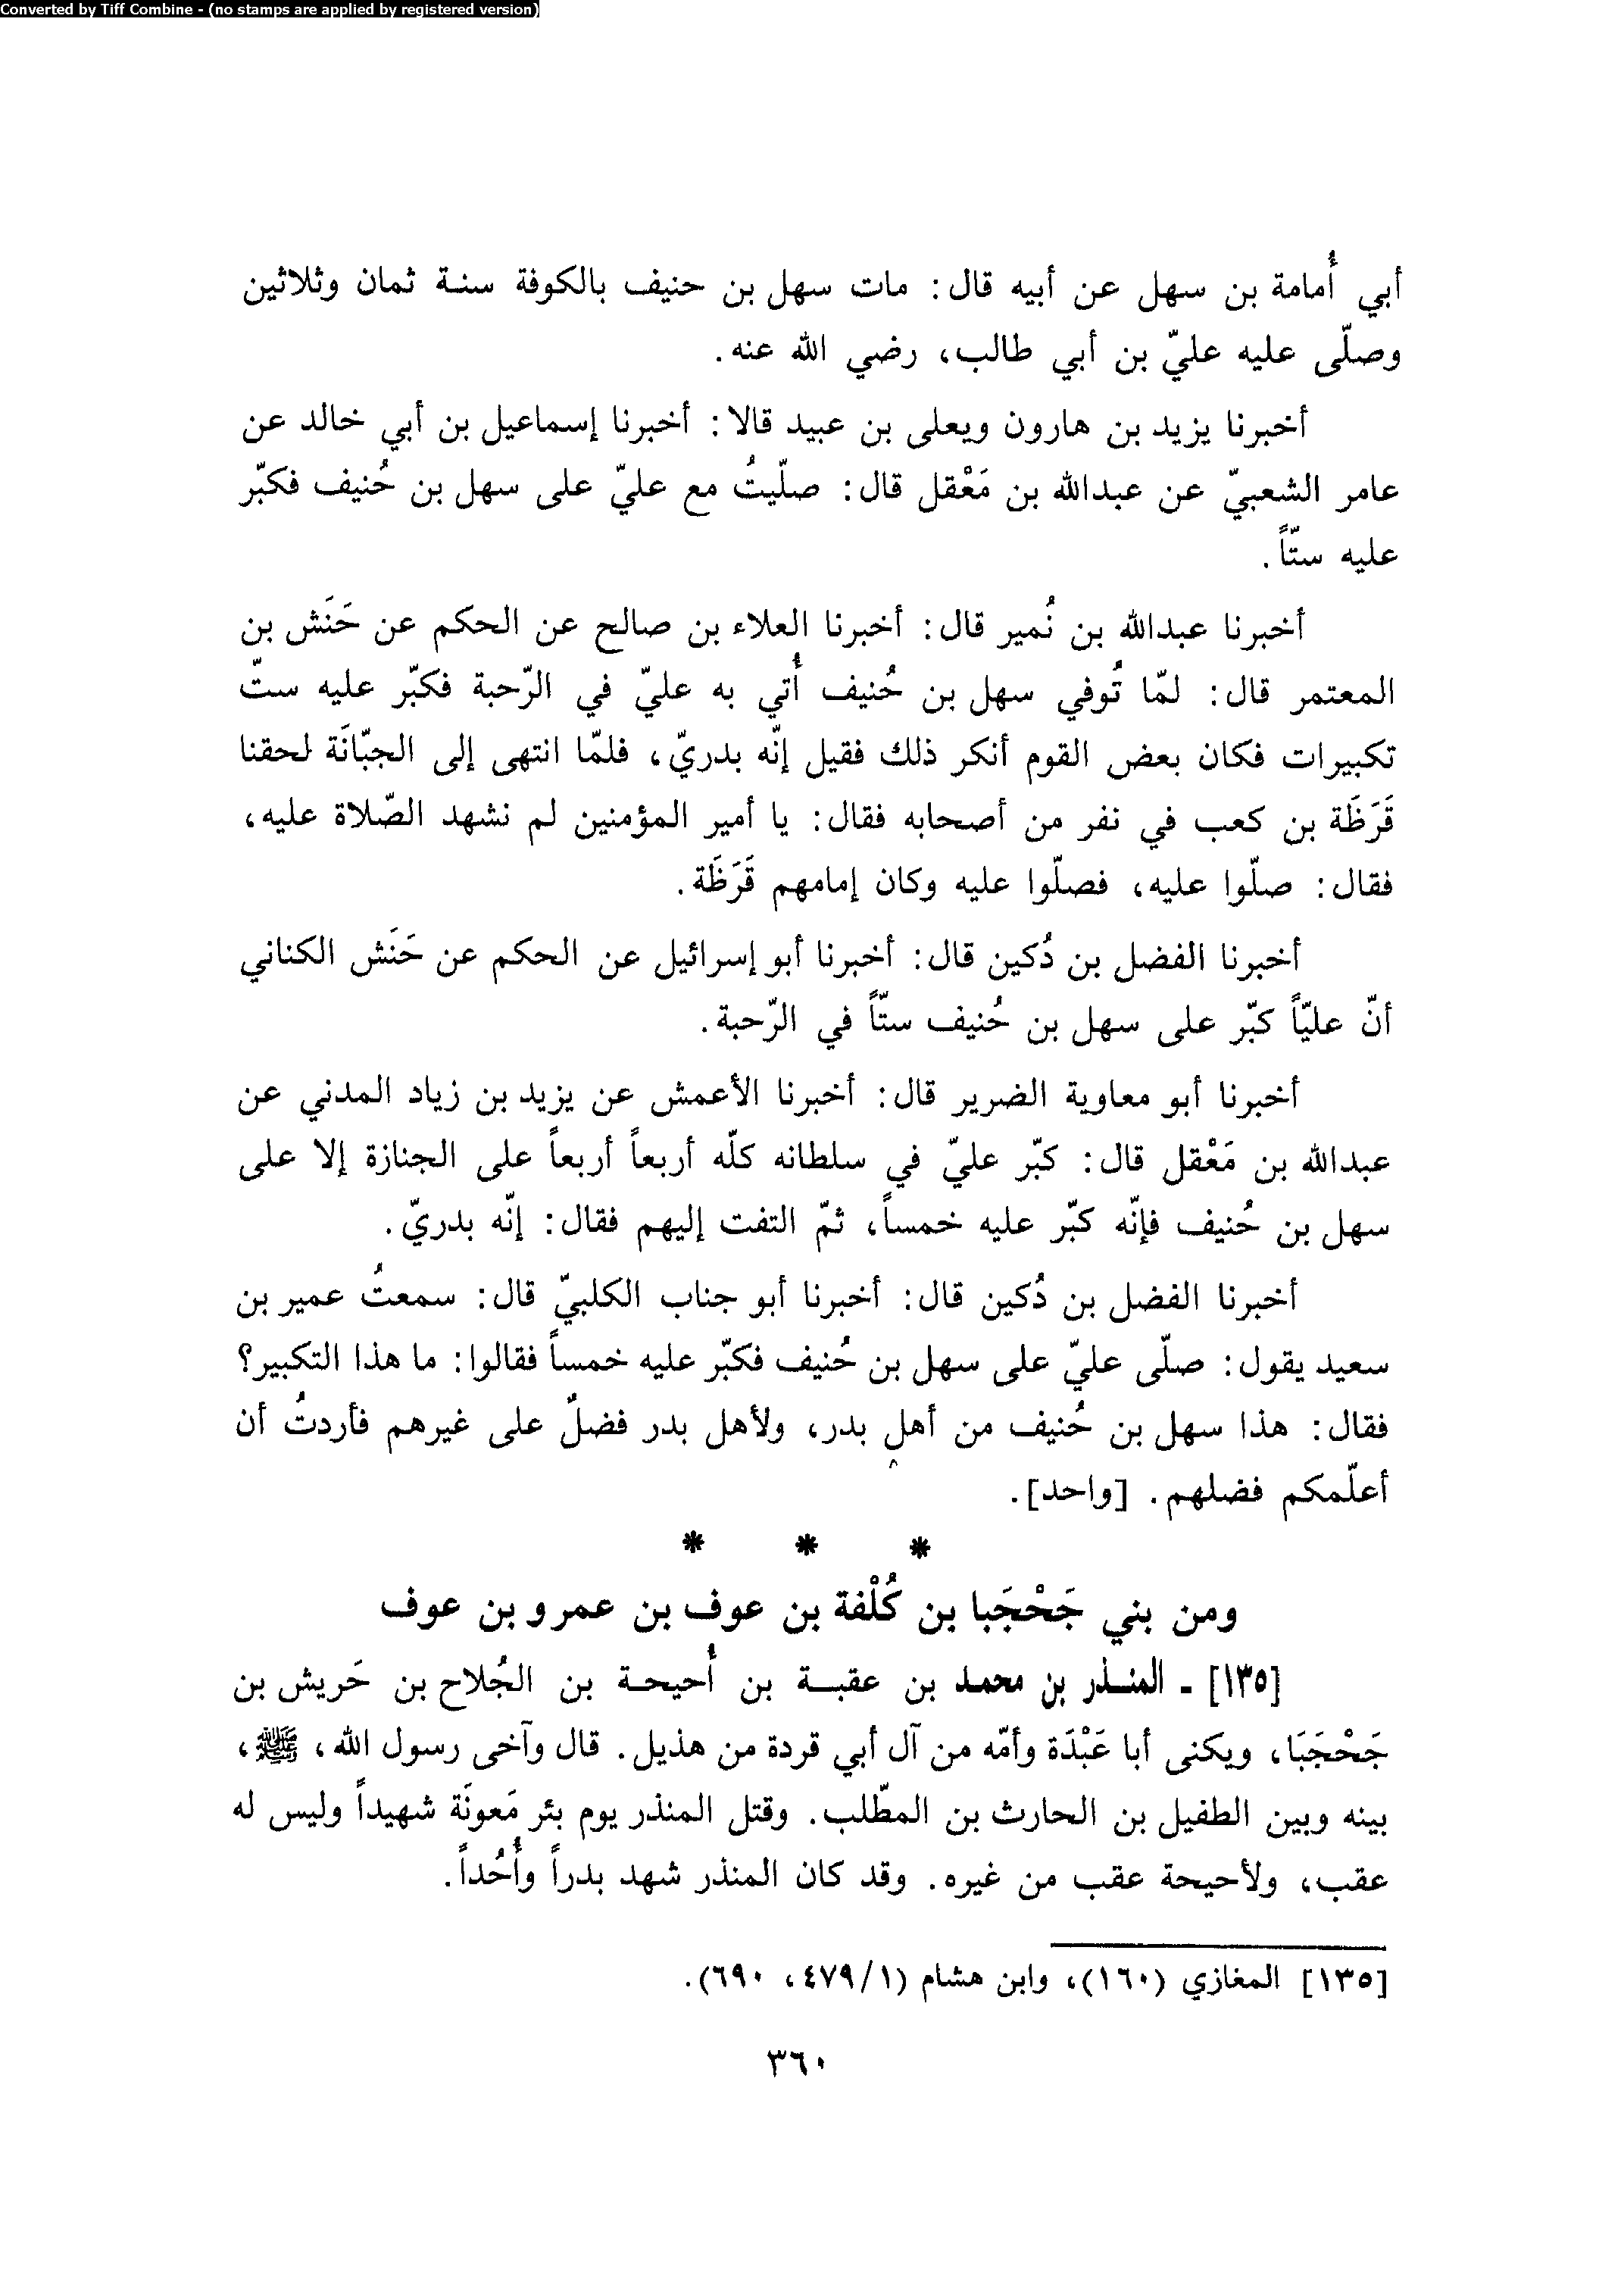 Converted by Tiff Combine - (no stamps are applied by registered version)
أبي أُمامة بن سهل عن أبيه قال: مات سهل بن حنيف بالكوفة سنة ثمان وثلاثين
وصلّى عليه عليّ بن أبي طالب، رضي الله عنه.
أخبرنا يزيد بن هارون ويعلى بن عبيد قالا: أخبرنا إسماعيل بن أبي خالد عن
عامر الشعبيّ عن عبدالله بن مَعْقل قال: صلّيتُ مع عليّ على سهل بن حُنيف فكبّر
عليه ستّاً.
أخبرنا عبدالله بن نُمير قال: أخبرنا العلاء بن صالح عن الحكم عن حَنَش بن
المعتمر قال: لمّا تُوفي سهل بن حُنيف أُتي به عليّ في الرّحبة فكبّر عليه ستّ
تكبيرات فكان بعض القوم أنكر ذلك فقيل إنّه بدريّ، فلمّا انتهى إلى الجبّانَة لحقنا
قَرَظَة بن كعب في نفر من أصحابه فقال: يا أمير المؤمنين لم نشهد الصّلاة عليه،
فقال: صلّوا عليه، فصلّوا عليه وكان إمامهم قَرَظَة.
أخبرنا الفضل بن دُكين قال: أخبرنا أبو إسرائيل عن الحكم عن حَنَش الكناني
أنّ عليّاً كبّر على سهل بن حُنيف ستّاً في الرّحبة.
أخبرنا أبو معاوية الضرير قال: أخبرنا الأعمش عن يزيد بن زياد المدني عن
عبدالله بن مَعْقل قال: كبّر عليّ في سلطانه كلّه أربعاً أربعاً على الجنازة إلا على
سهل بن حُنيف فإنّه كبّر عليه خمساً، ثمّ التفت إليهم فقال: إنّه بدريّ.
أخبرنا الفضل بن دُكين قال: أخبرنا أبو جناب الكلبيّ قال: سمعتُ عمير بن
سعيد يقول: صلّى عليّ على سهل بن حُنيف فكبّر عليه خمساً فقالوا: ما هذا التكبير؟
فقال: هذا سهل بن حُنيف من أهل بدر، ولأهل بدر فضلٌ على غيرهم فأردتُ أن
أعلّمكم فضلهم. [واحد].
* * *
ومن بني جَحْجَبا بن كُلْفة بن عوف بن عمرو بن عوف
[١٣٥] ـ المنذر بن محمد بن عقبة بن أُحيحة بن الجُلاح بن حَريش بن
جَحْجَبَا، ويكنى أبا عَبْدَة وأمّه من آل أبي قردة من هذيل. قال وآخى رسول الله، ﷺ،
بينه وبين الطفيل بن الحارث بن المطّلب. وقتل المنذر يوم بئر مَعونَة شهيداً وليس له
عقب، ولأحيحة عقب من غيره. وقد كان المنذر شهد بدراً وأُحُداً.
[١٣٥] المغازي (١٦٠)، وابن هشام (١/٤٧٩، ٦٩٠).
٣٦٠